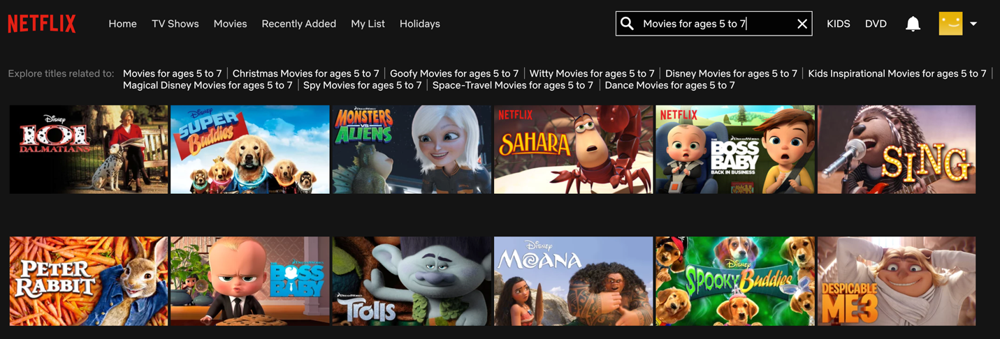 NETFLIX Home TV Shows Movies Recently Added My List Holidays Movies for ages 5 to 7 KIDS DVD
Explore titles related to: Movies for ages 5 to 7 | Christmas Movies for ages 5 to 7 | Goofy Movies for ages 5 to 7 | Witty Movies for ages 5 to 7 | Disney Movies for ages 5 to 7 | Kids Inspirational Movies for ages 5 to 7 |
Magical Disney Movies for ages 5 to 7 | Spy Movies for ages 5 to 7 | Space-Travel Movies for ages 5 to 7 | Dance Movies for ages 5 to 7
Disney
101
DALMATIANS
Disney
SUPER
Buddies
DREAMWORKS
MONSTERS
VS
ALIENS
NETFLIX
SAHARA
NETFLIX
DREAMWORKS
THE
BOSS
BABY
BACK IN BUSINESS
SING
PETER
RABBIT
DREAMWORKS
THE
BOSS
BABY
DREAMWORKS
TROLLS
Disney
MOANA
Disney
SPOOKY Buddies
DESPICABLE
ME3